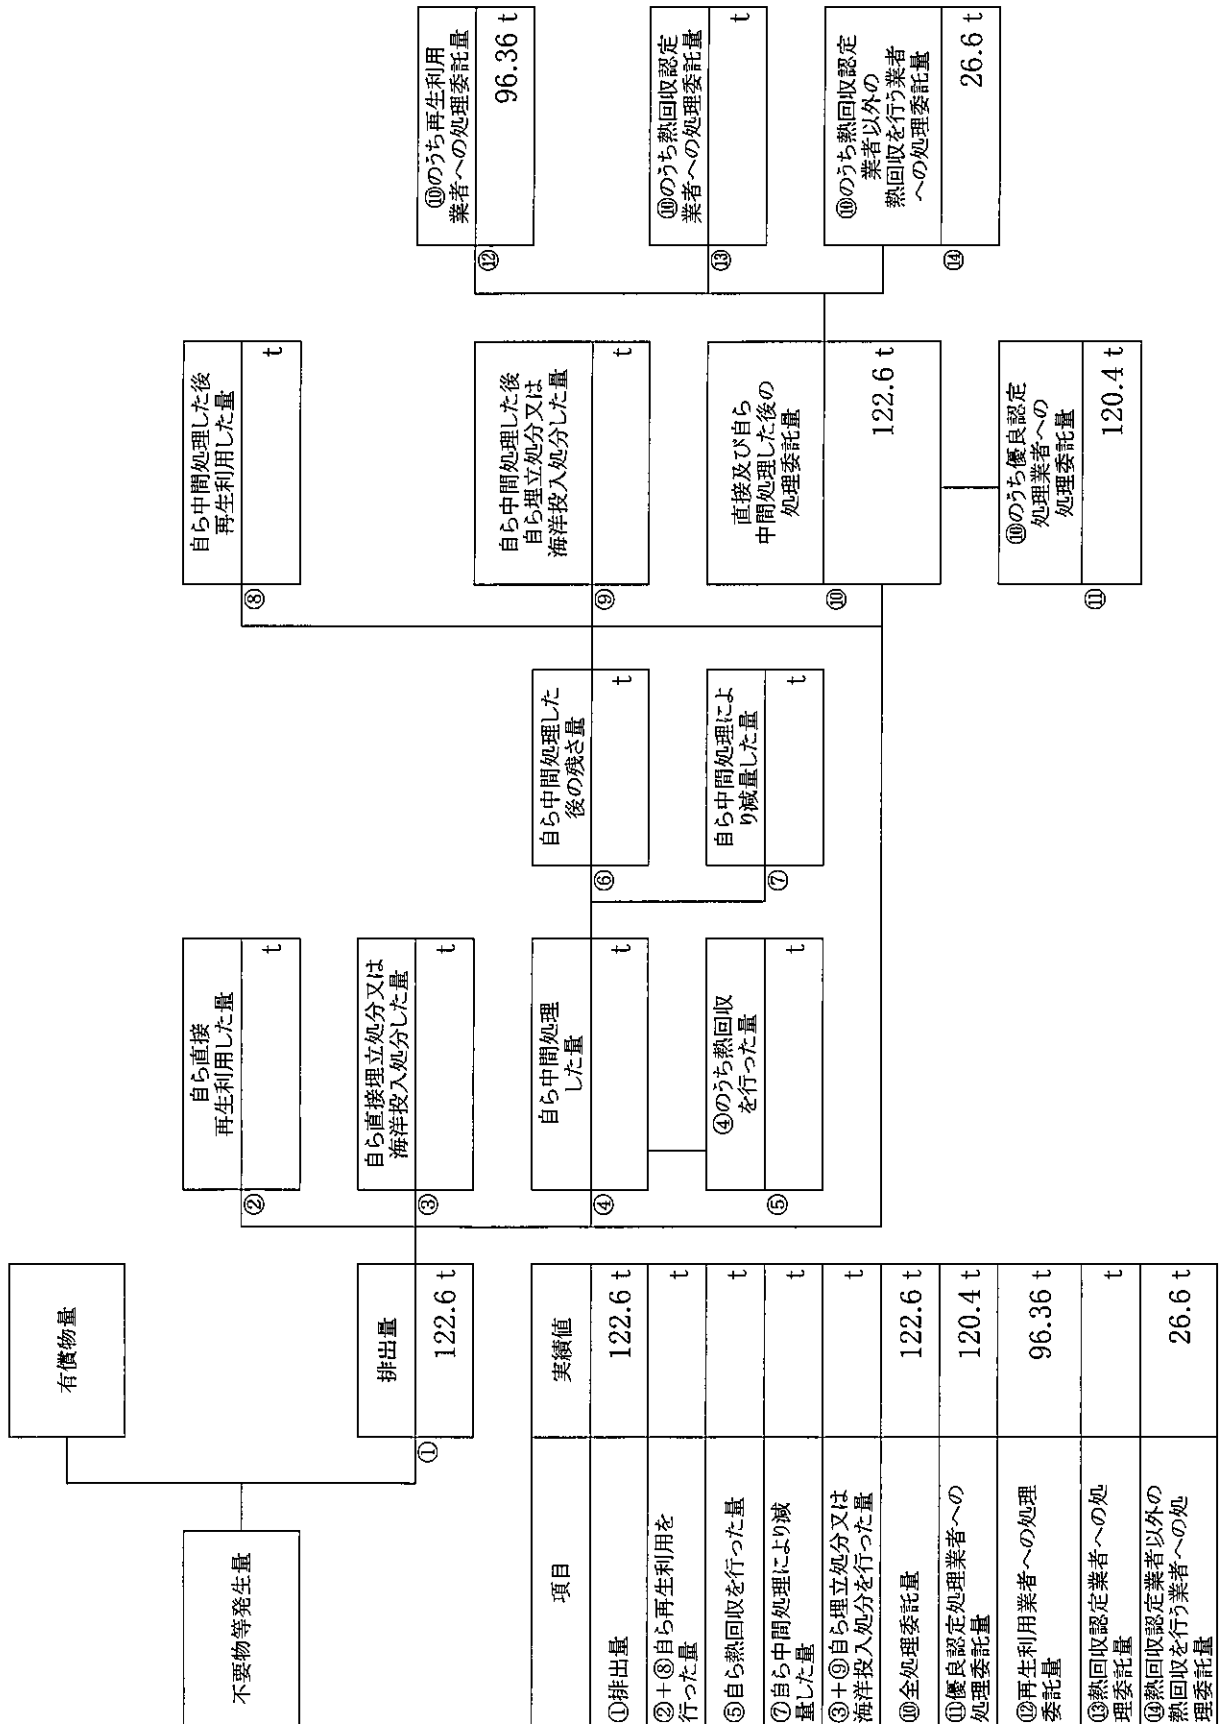 有償物量
不要物等発生量
排出量
①
122.6 t
自ら直接
再生利用した量
②
t
自ら直接埋立処分又は
海洋投入処分した量
③
t
自ら中間処理
した量
④
t
④のうち熱回収
を行った量
⑤
t
自ら中間処理した
後の残さ量
⑥
t
自ら中間処理によ
り減量した量
⑦
t
自ら中間処理した後
再生利用した量
⑧
t
自ら中間処理した後
自ら埋立処分又は
海洋投入処分した量
⑨
t
直接及び自ら
中間処理した後の
処理委託量
⑩
122.6 t
⑩のうち優良認定
処理業者への
処理委託量
⑪
120.4 t
⑩のうち再生利用
業者への処理委託量
⑫
96.36 t
⑩のうち熱回収認定
業者への処理委託量
⑬
t
⑩のうち熱回収認定
業者以外の
熱回収を行う業者
への処理委託量
⑭
26.6 t
項目 実績値
①排出量 122.6 t
②+⑧自ら再生利用を
行った量 t
⑤自ら熱回収を行った量 t
⑦自ら中間処理により減
量した量 t
③+⑨自ら埋立処分又は
海洋投入処分を行った量 t
⑩全処理委託量 122.6 t
⑪優良認定処理業者への
処理委託量 120.4 t
⑫再生利用業者への処理
委託量 96.36 t
⑬熱回収認定業者への処
理委託量 t
⑭熱回収認定業者以外の
熱回収を行う業者への処
理委託量 26.6 t